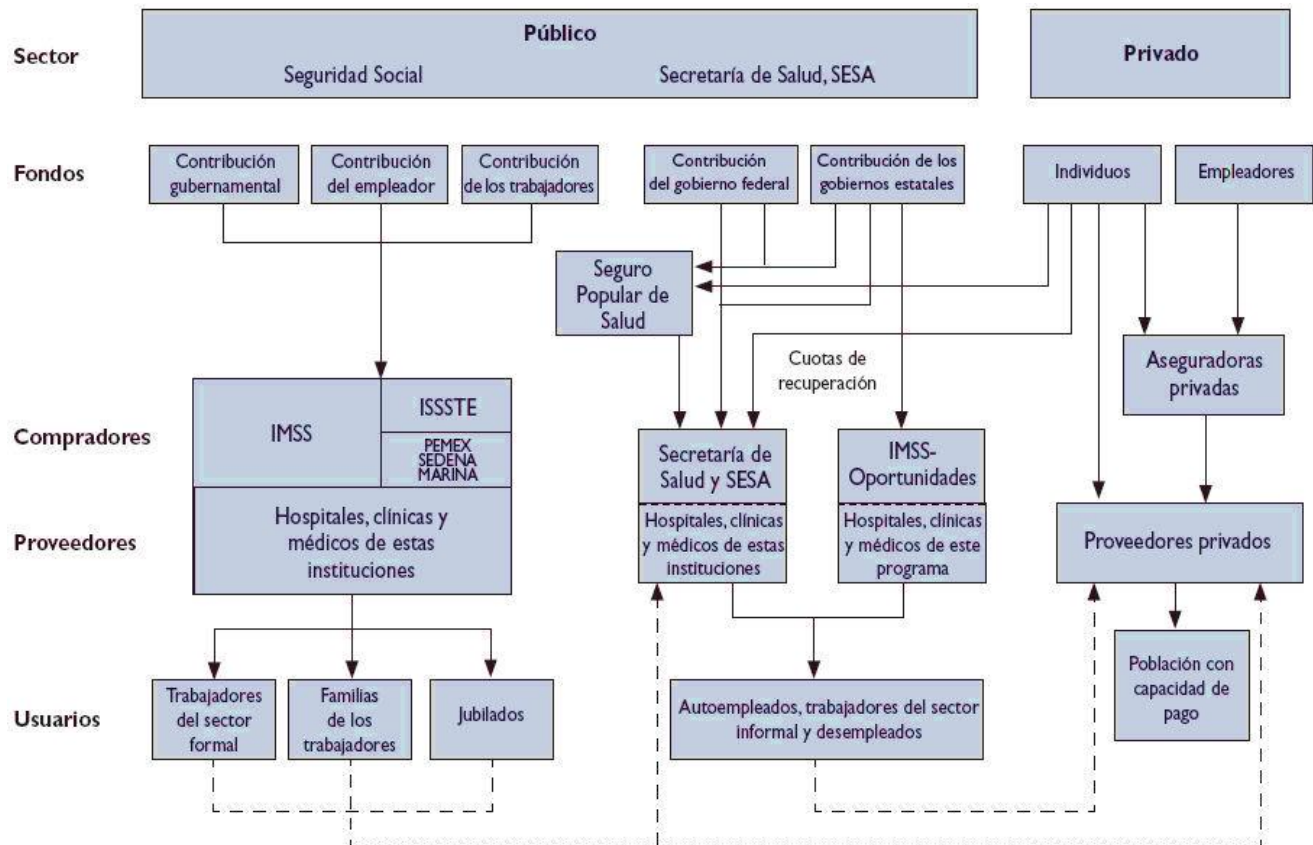 Sector
Público
Seguridad Social
Secretaría de Salud, SESA
Privado
Fondos
Contribución
gubernamental
Contribución
del empleador
Contribución
de los trabajadores
Contribución
del gobierno federal
Contribución de los
gobiernos estatales
Individuos
Empleadores
Seguro
Popular de
Salud
Cuotas de
recuperación
Aseguradoras
privadas
Compradores
IMSS
ISSSTE
PEMEX
SEDENA
MARINA
Secretaría de
Salud y SESA
IMSS-
Oportunidades
Proveedores
Hospitales, clínicas y
médicos de estas
instituciones
Hospitales, clínicas
y médicos de estas
instituciones
Hospitales, clínicas
y médicos de este
programa
Proveedores privados
Usuarios
Trabajadores
del sector
formal
Familias
de los
trabajadores
Jubilados
Autoempleados, trabajadores del sector
informal y desempleados
Población con
capacidad de
pago